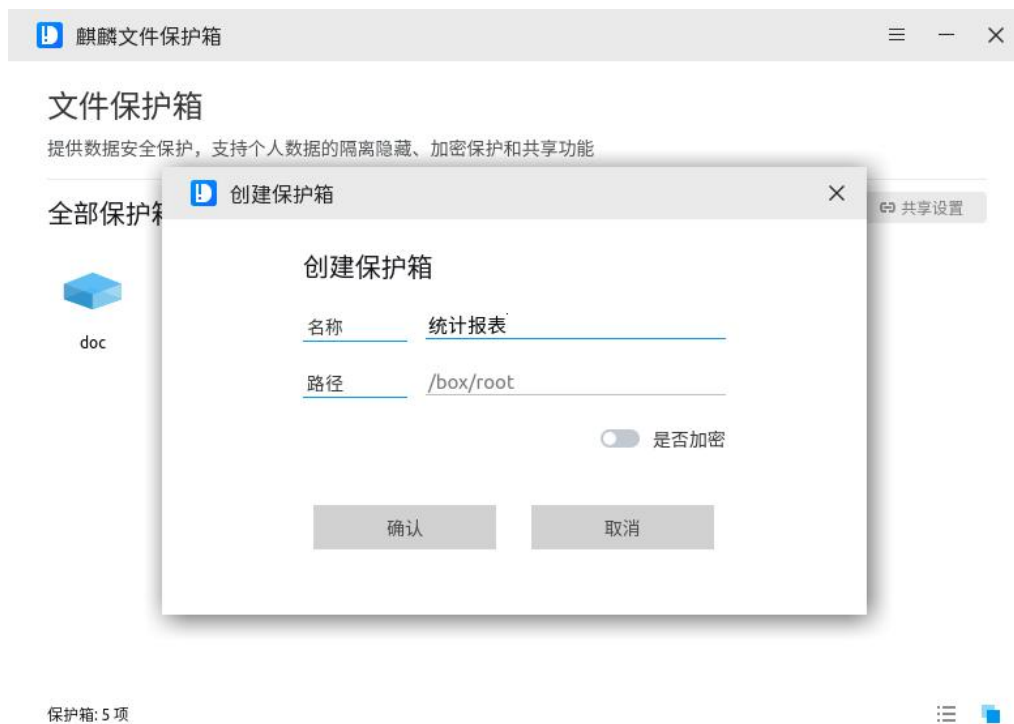 麒麟文件保护箱
文件保护箱
提供数据安全保护，支持个人数据的隔离隐藏、加密保护和共享功能
全部保护箱
共享设置
doc
创建保护箱
创建保护箱
名称 统计报表
路径 /box/root
是否加密
确认 取消
保护箱: 5 项